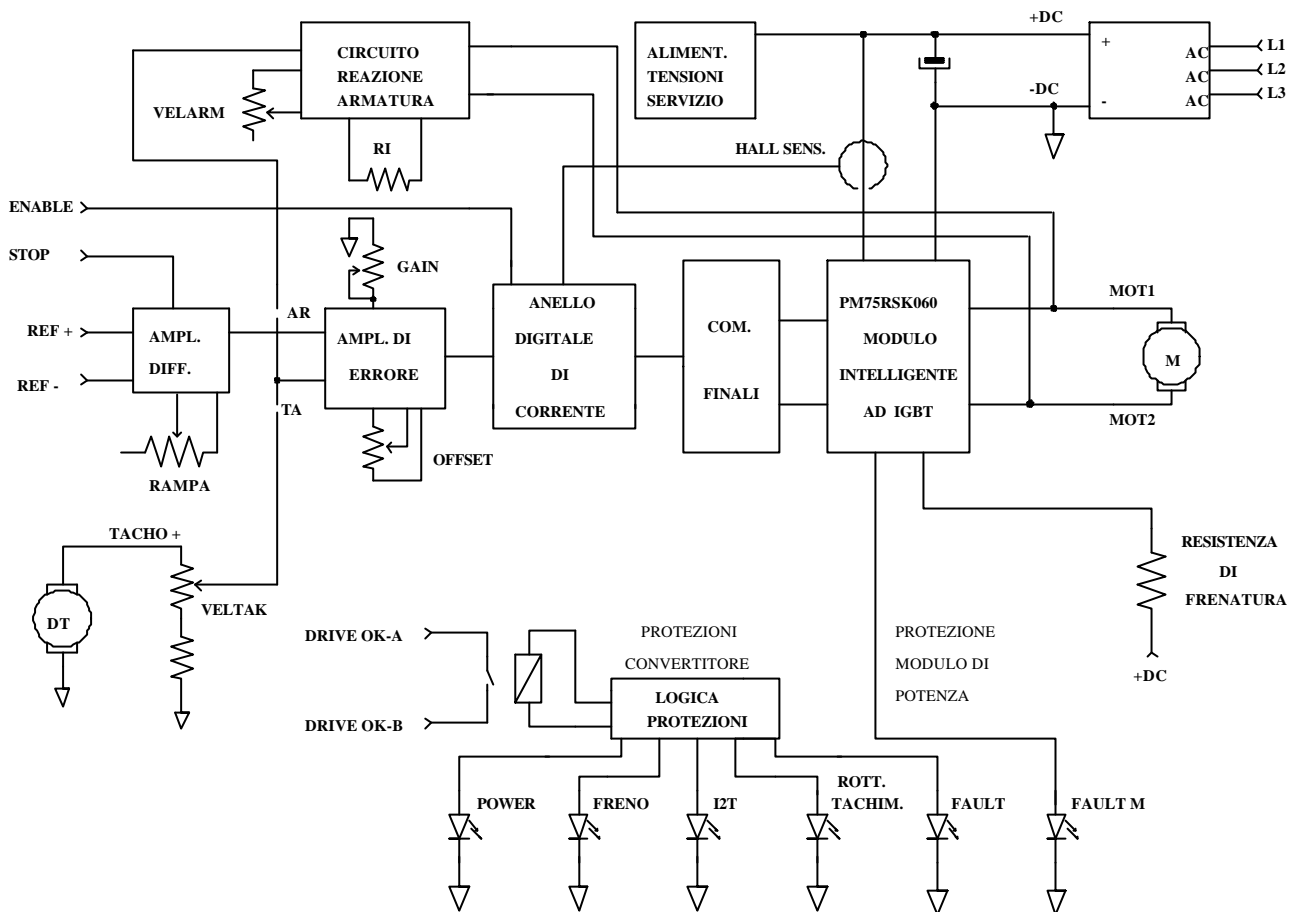 +DC
CIRCUITO
REAZIONE
ARMATURA
ALIMENT.
TENSIONI
SERVIZIO
+
-
AC
AC
AC
L1
L2
L3
-DC
VELARM
RI
HALL SENS.
ENABLE
STOP
GAIN
REF +
REF -
AMPL.
DIFF.
AR
TA
AMPL. DI
ERRORE
ANELLO
DIGITALE
DI
CORRENTE
COM.
FINALI
PM75RSK060
MODULO
INTELLIGENTE
AD IGBT
MOT1
M
MOT2
RAMPA
OFFSET
TACHO +
VELTAK
DT
RESISTENZA
DI
FRENATURA
+DC
DRIVE OK-A
DRIVE OK-B
PROTEZIONI
CONVERTITORE
LOGICA
PROTEZIONI
PROTEZIONE
MODULO DI
POTENZA
POWER
FRENO
I2T
ROTT.
TACHIM.
FAULT
FAULT M